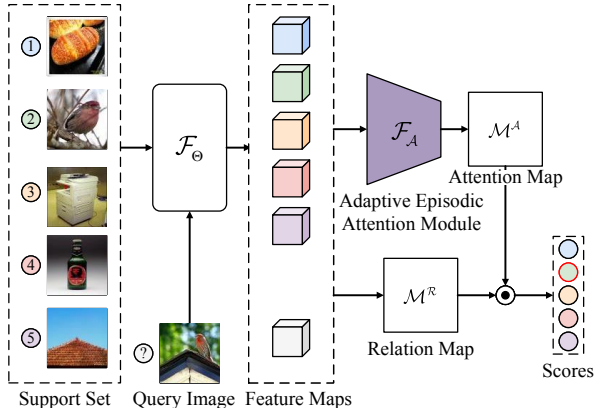 1
2
3
4
5
?
ℱ_Θ
ℱ_𝒜
ℳ^𝒜
Attention Map
Adaptive Episodic
Attention Module
ℳ^ℛ
Relation Map
Scores
Support Set
Query Image
Feature Maps